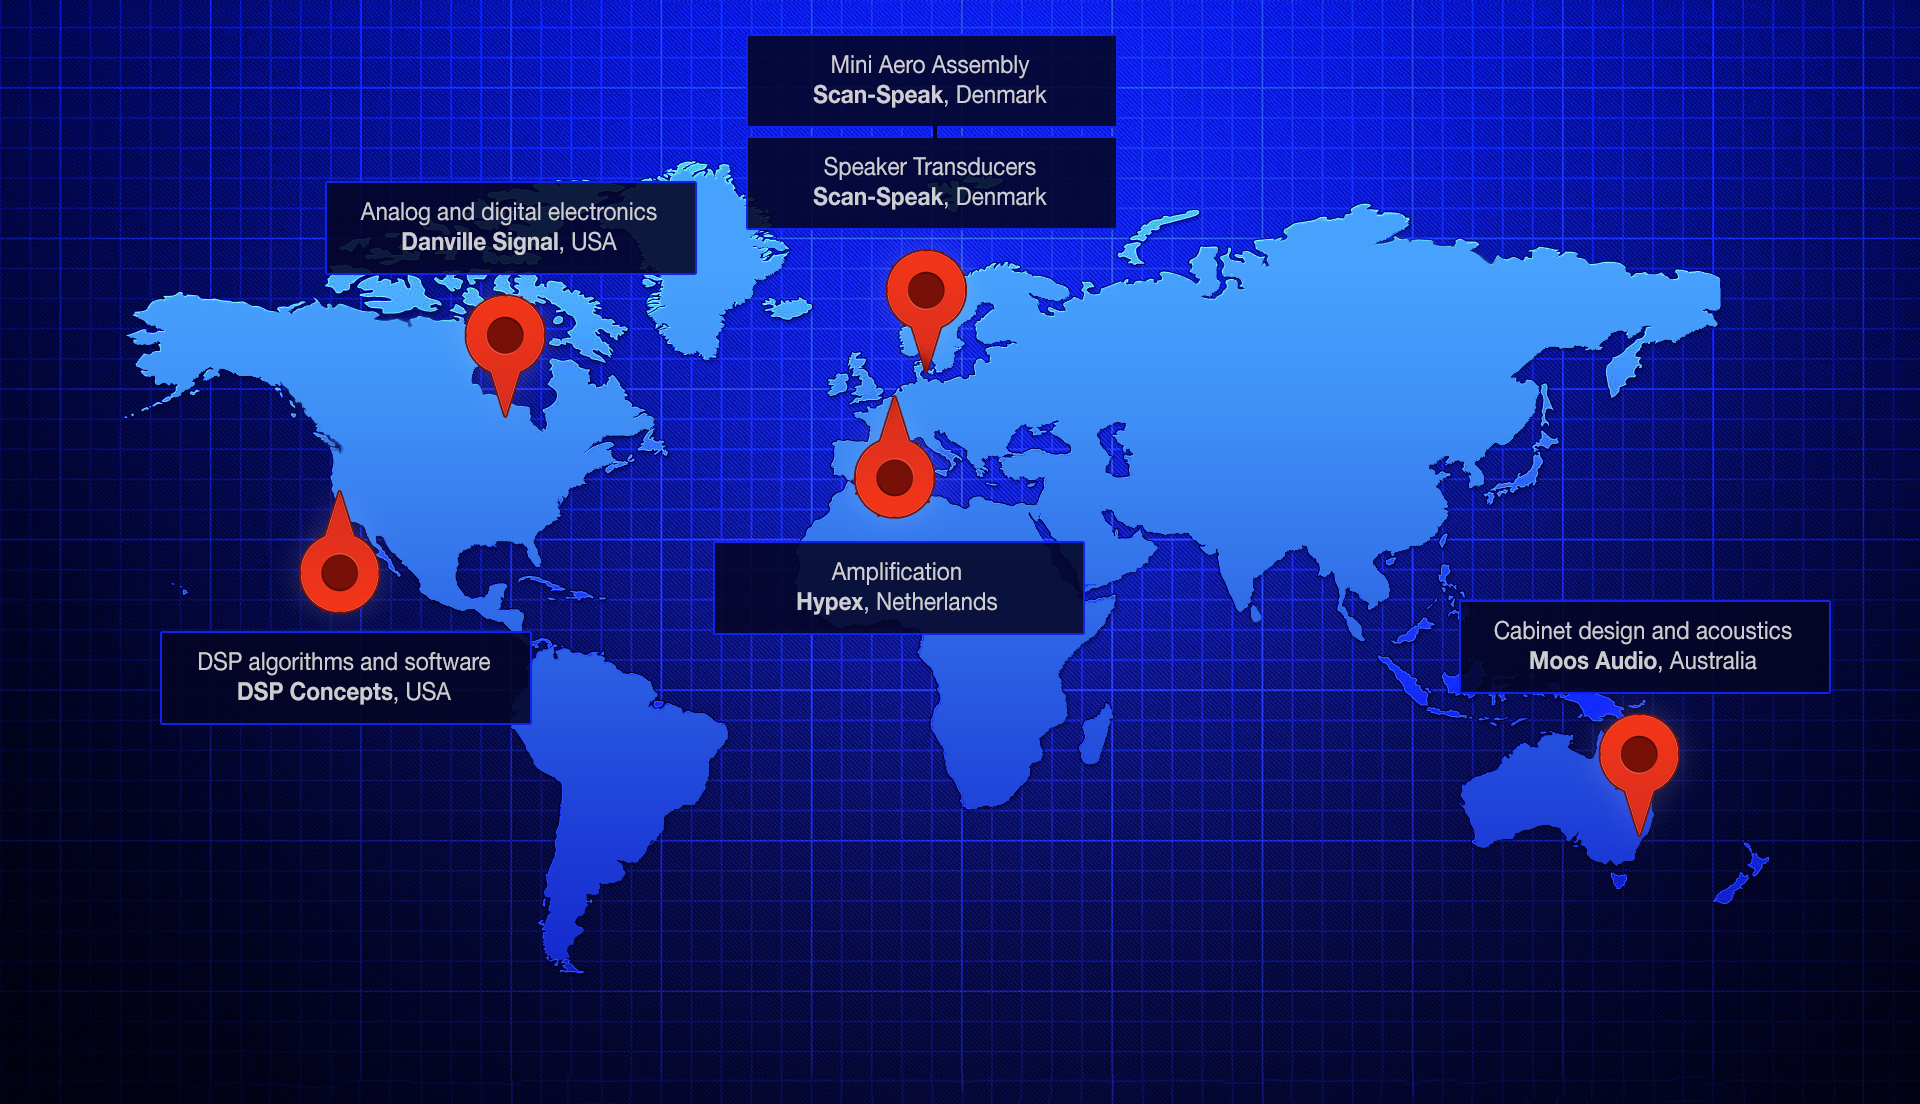 Mini Aero Assembly
Scan-Speak, Denmark
Speaker Transducers
Scan-Speak, Denmark
Analog and digital electronics
Danville Signal, USA
Amplification
Hypex, Netherlands
Cabinet design and acoustics
Moos Audio, Australia
DSP algorithms and software
DSP Concepts, USA